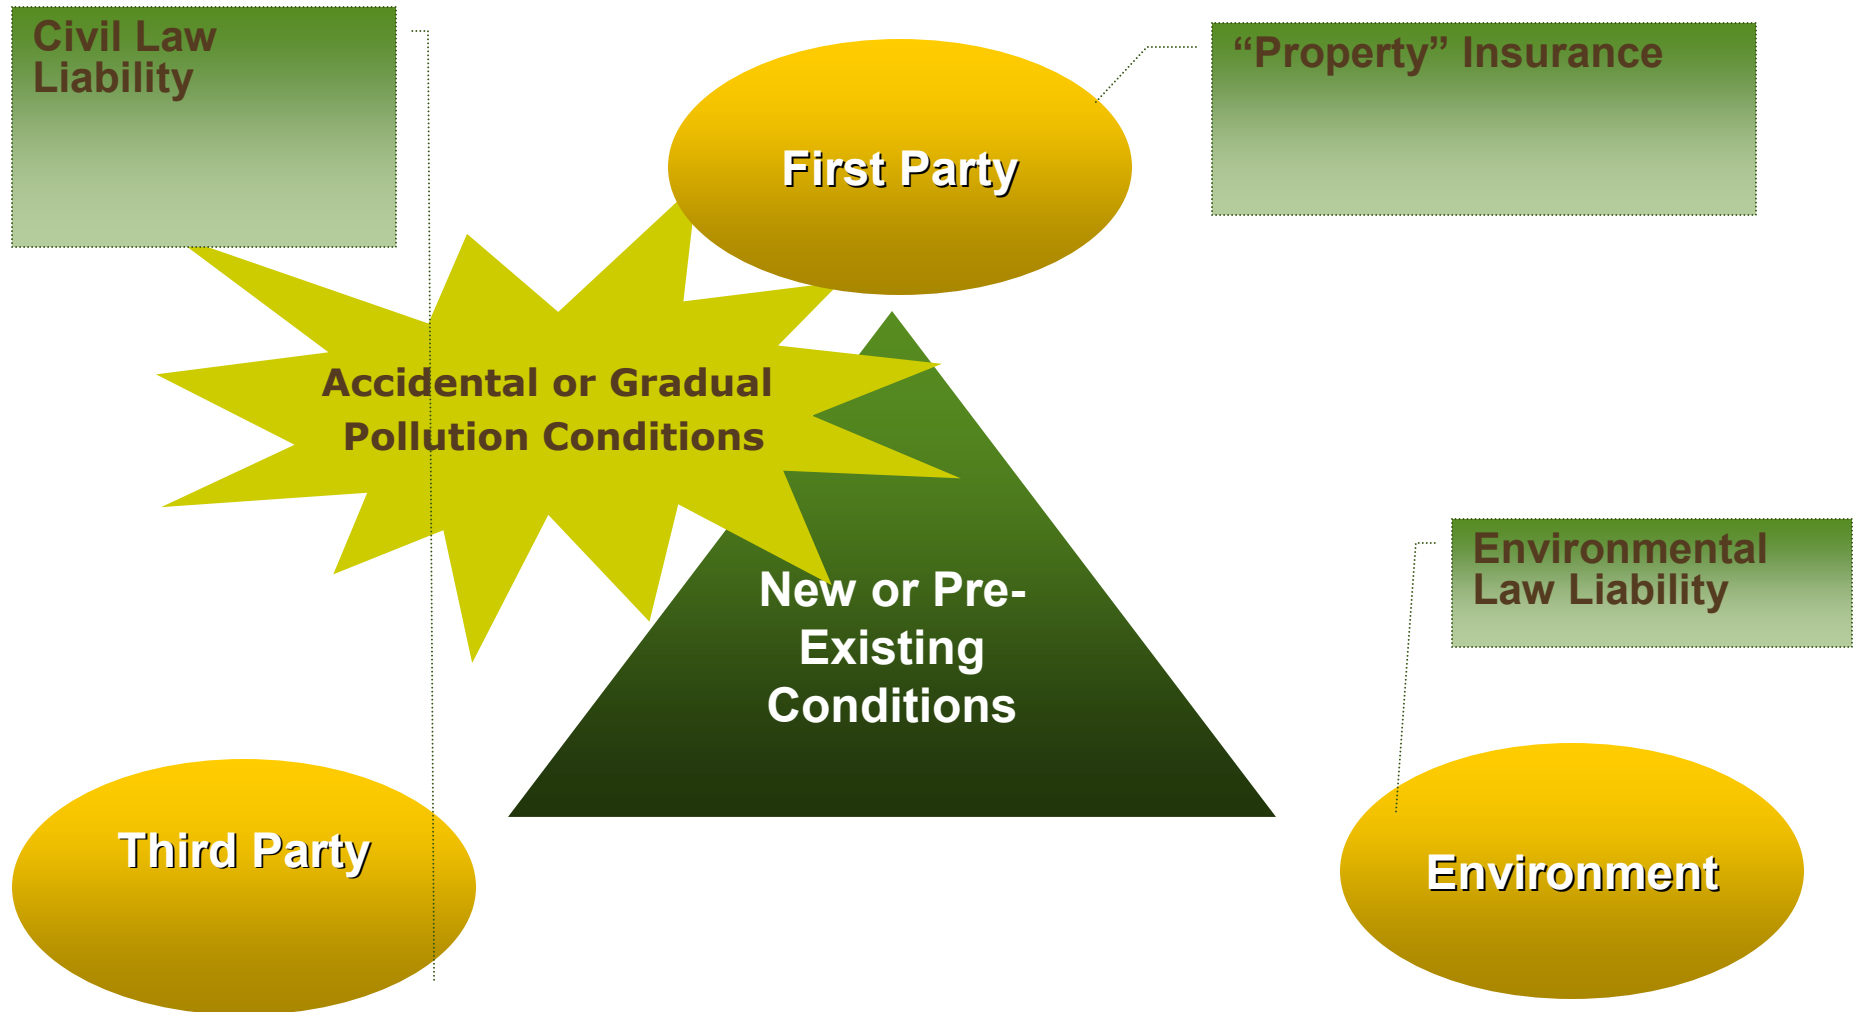 Civil Law
Liability
“Property” Insurance
First Party
Accidental or Gradual
Pollution Conditions
New or Pre-
Existing
Conditions
Environmental
Law Liability
Third Party
Environment